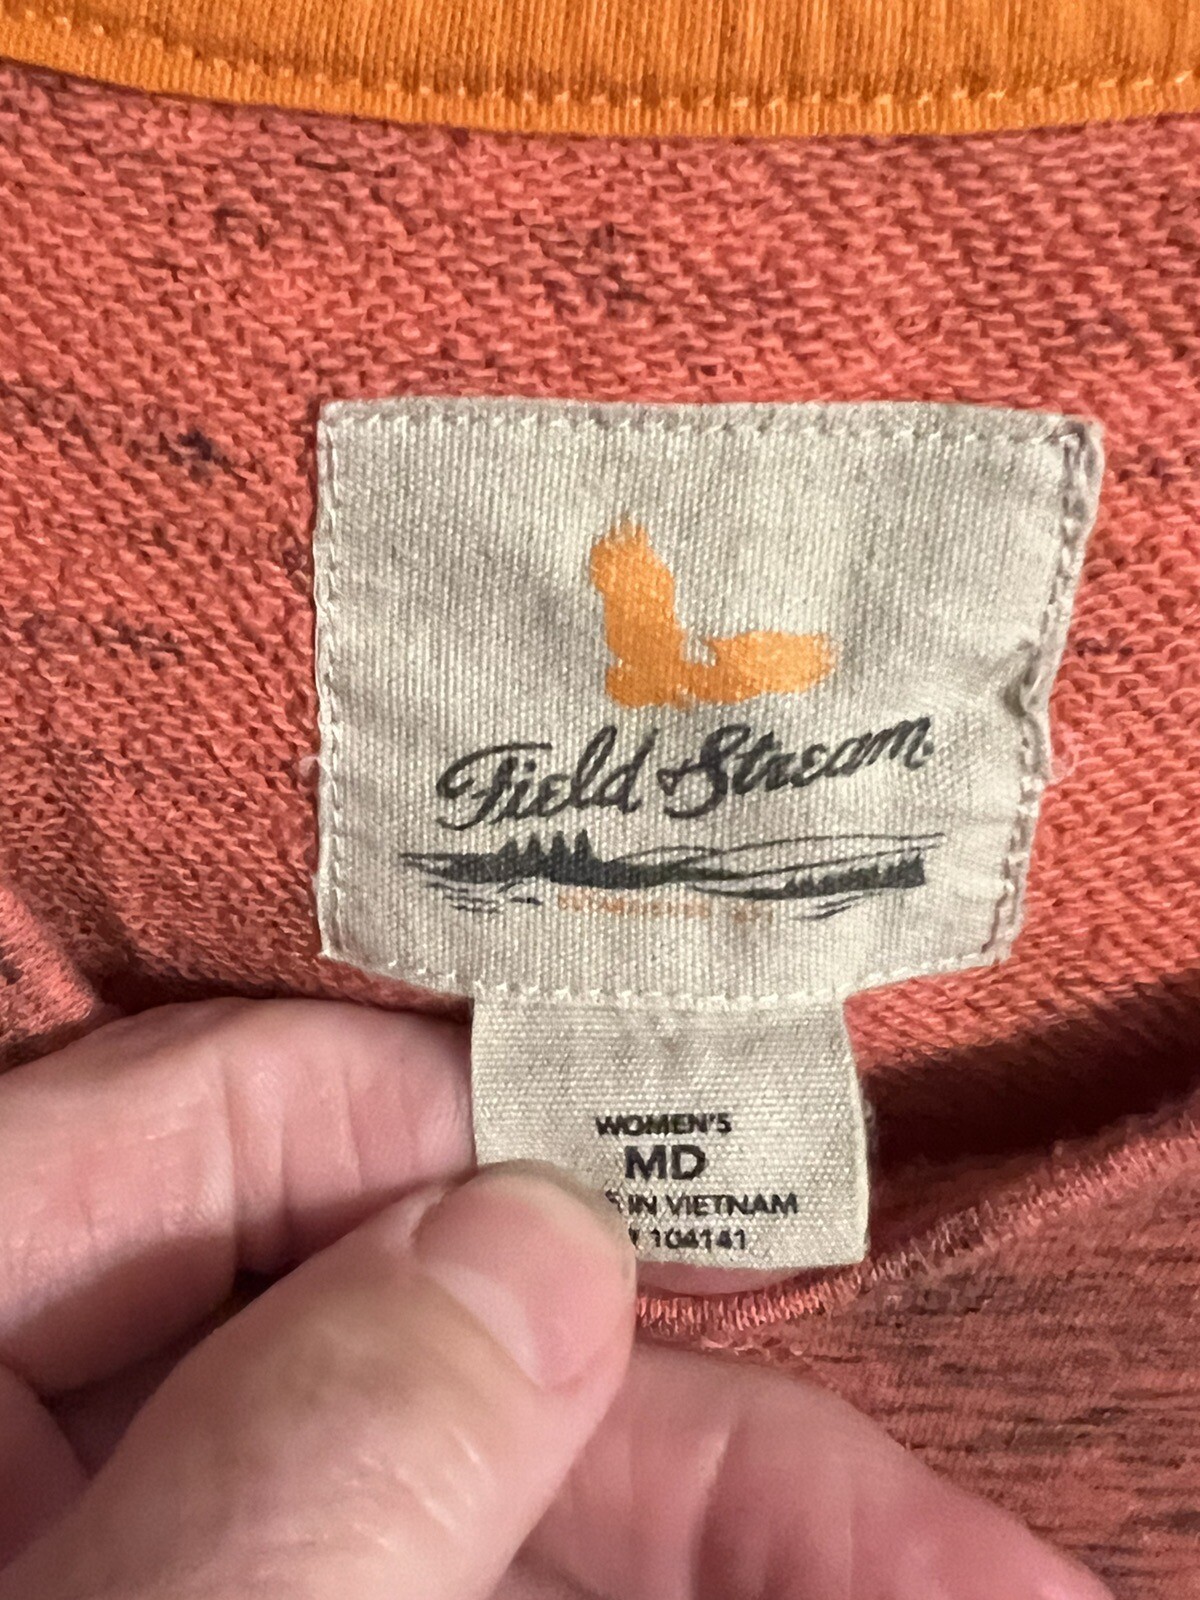 Field & Stream
WOMEN'S
MD
IN VIETNAM
104141